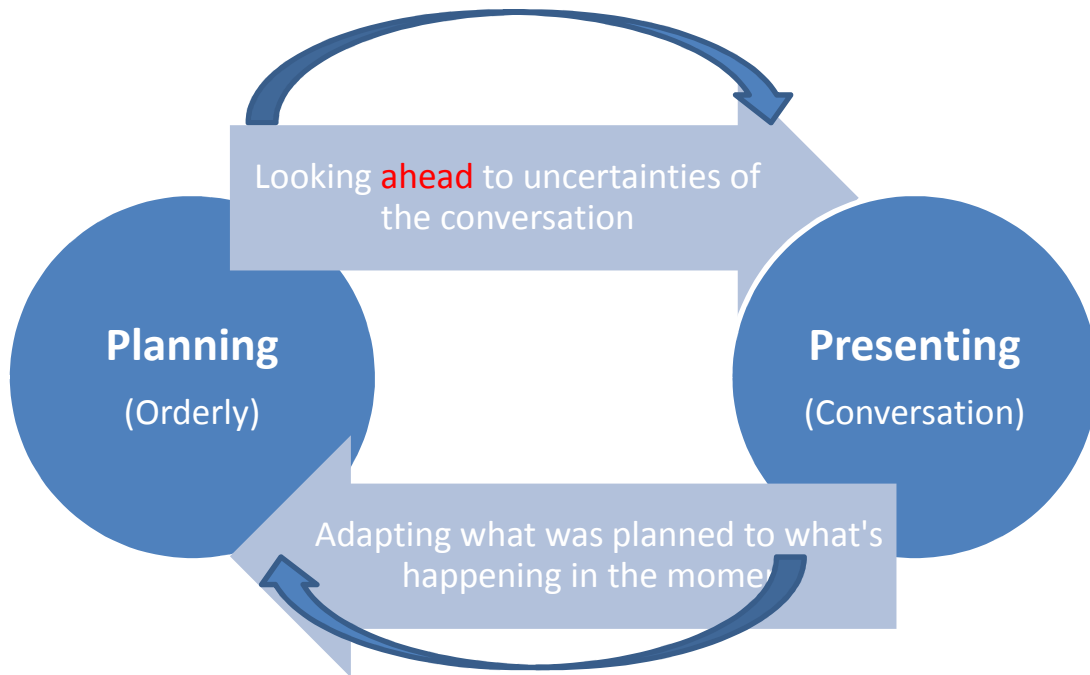 Looking ahead to uncertainties of
the conversation
Planning
(Orderly)
Presenting
(Conversation)
Adapting what was planned to what's
happening in the